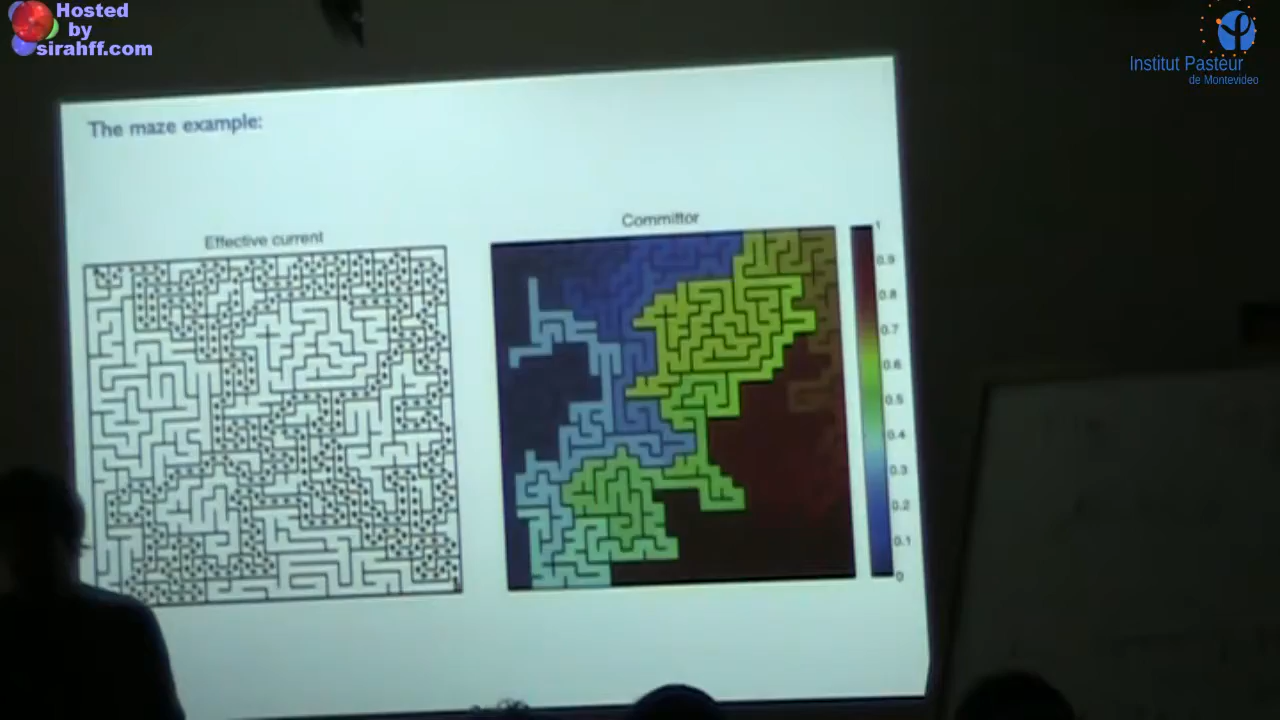 Hosted
by
sirahff.com
Institut Pasteur
de Montevideo
The maze example:
Effective current
Committor
1
0.9
0.8
0.7
0.6
0.5
0.4
0.3
0.2
0.1
0